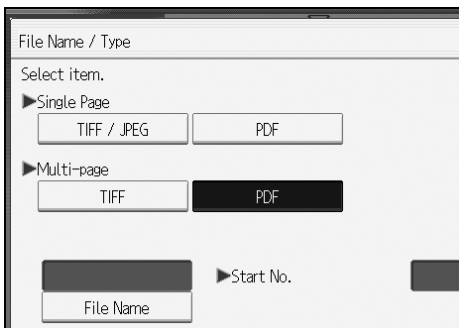 File Name / Type
Select item.
▶Single Page
TIFF / JPEG PDF
▶Multi-page
TIFF PDF
▶Start No.
File Name